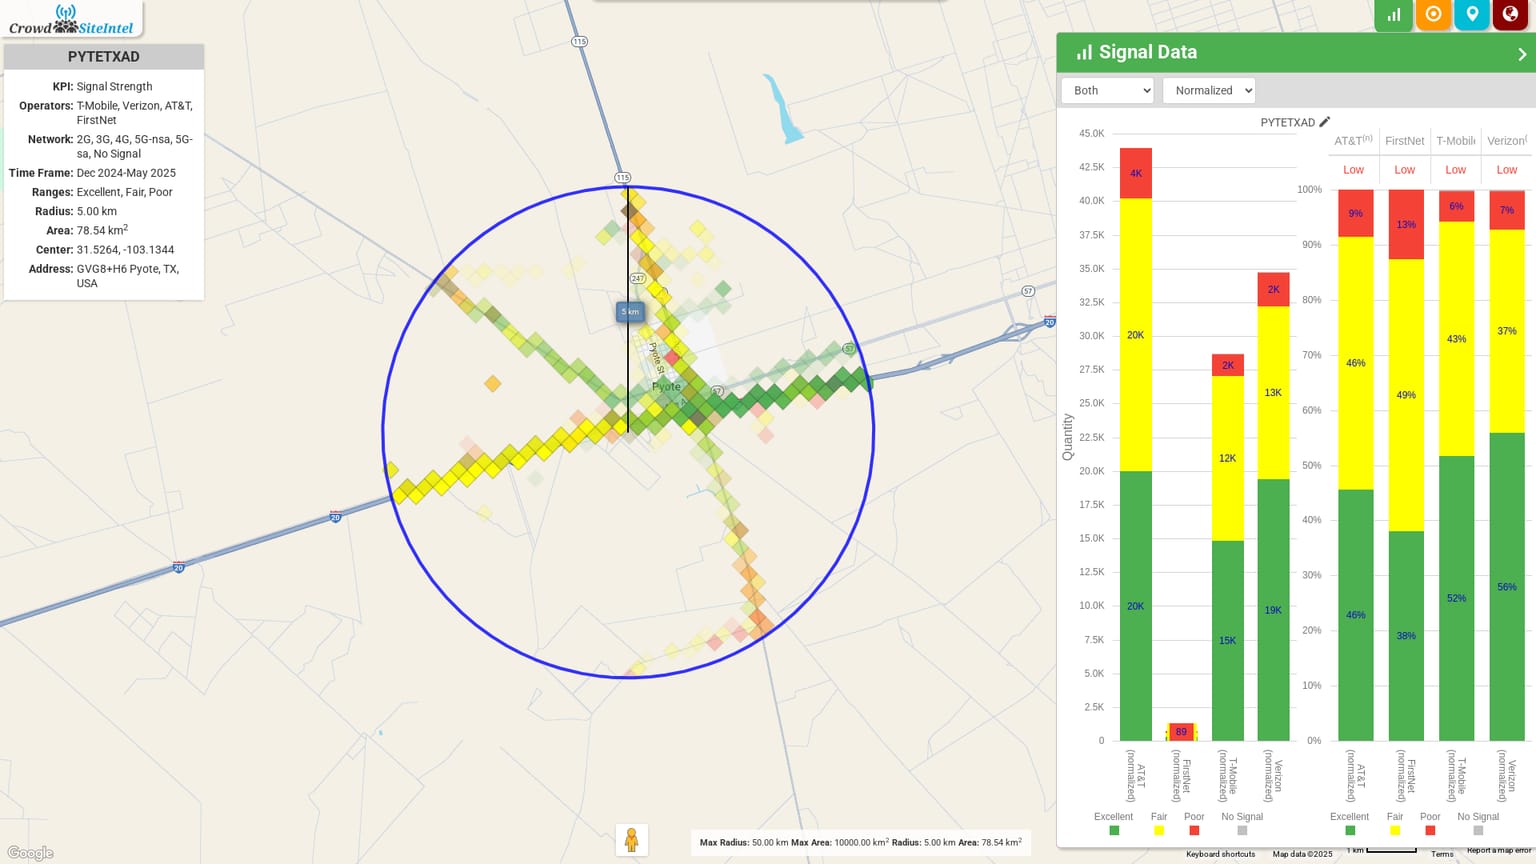 Crowd SiteIntel
PYTETXAD
KPI: Signal Strength
Operators: T-Mobile, Verizon, AT&T,
FirstNet
Network: 2G, 3G, 4G, 5G-nsa, 5G-
sa, No Signal
Time Frame: Dec 2024-May 2025
Ranges: Excellent, Fair, Poor
Radius: 5.00 km
Area: 78.54 km2
Center: 31.5264, -103.1344
Address: GVG8+H6 Pyote, TX,
USA
115
115
247
5 km
57
20
57
Pyote St
Pyote
57
20
20
Google
Max Radius: 50.00 km Max Area: 10000.00 km2 Radius: 5.00 km Area: 78.54 km2
Signal Data
Both
Normalized
PYTETXAD
45.0K
42.5K
40.0K
37.5K
35.0K
32.5K
30.0K
27.5K
25.0K
22.5K
20.0K
17.5K
15.0K
12.5K
10.0K
7.5K
5.0K
2.5K
0
Quantity
4K
20K
20K
89
2K
12K
15K
2K
13K
19K
AT&T (normalized)
FirstNet (normalized)
T-Mobile (normalized)
Verizon (normalized)
Excellent Fair Poor No Signal
AT&T(n) FirstNet T-Mobile Verizon(
Low Low Low Low
100%
90%
80%
70%
60%
50%
40%
30%
20%
10%
0%
9%
46%
46%
13%
49%
38%
6%
43%
52%
7%
37%
56%
AT&T (normalized)
FirstNet (normalized)
T-Mobile (normalized)
Verizon (normalized)
Excellent Fair Poor No Signal
Keyboard shortcuts Map data ©2025 1 km Terms Report a map error